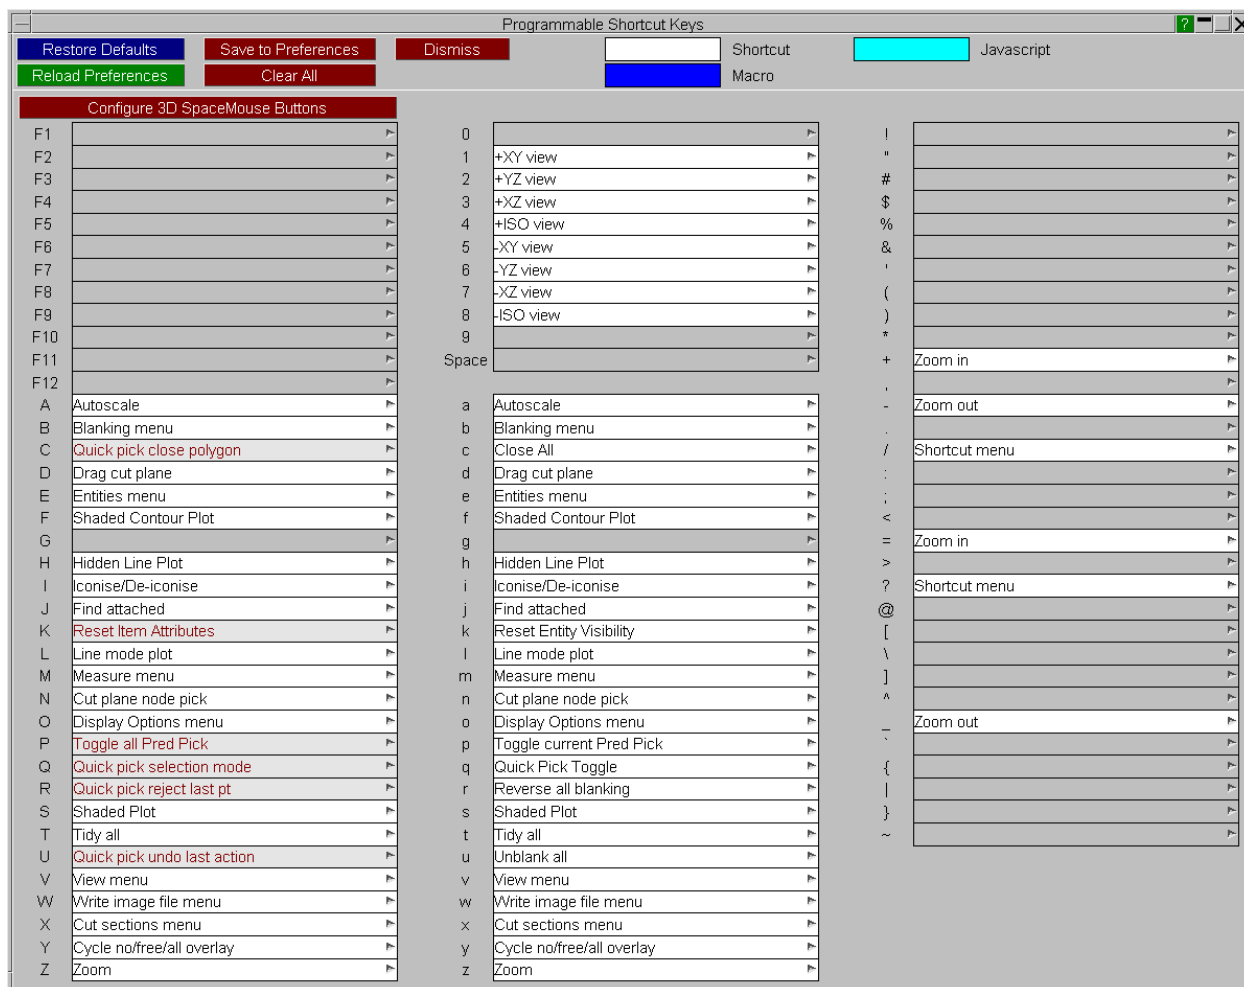 Programmable Shortcut Keys
?
Restore Defaults Save to Preferences Dismiss Shortcut Javascript
Reload Preferences Clear All Macro
Configure 3D SpaceMouse Buttons
F1 0 !
F2 1 +XY view "
F3 2 +YZ view #
F4 3 +XZ view $
F5 4 +ISO view %
F6 5 -XY view &
F7 6 -YZ view '
F8 7 -XZ view (
F9 8 -ISO view )
F10 9 *
F11 Space + Zoom in
F12 ,
A Autoscale a Autoscale - Zoom out
B Blanking menu b Blanking menu .
C Quick pick close polygon c Close All / Shortcut menu
D Drag cut plane d Drag cut plane :
E Entities menu e Entities menu ;
F Shaded Contour Plot f Shaded Contour Plot <
G g = Zoom in
H Hidden Line Plot h Hidden Line Plot >
I Iconise/De-iconise i Iconise/De-iconise ? Shortcut menu
J Find attached j Find attached @
K Reset Item Attributes k Reset Entity Visibility [
L Line mode plot l Line mode plot \
M Measure menu m Measure menu ]
N Cut plane node pick n Cut plane node pick ^
O Display Options menu o Display Options menu _ Zoom out
P Toggle all Pred Pick p Toggle current Pred Pick `
Q Quick pick selection mode q Quick Pick Toggle {
R Quick pick reject last pt r Reverse all blanking |
S Shaded Plot s Shaded Plot }
T Tidy all t Tidy all ~
U Quick pick undo last action u Unblank all
V View menu v View menu
W Write image file menu w Write image file menu
X Cut sections menu x Cut sections menu
Y Cycle no/free/all overlay y Cycle no/free/all overlay
Z Zoom z Zoom